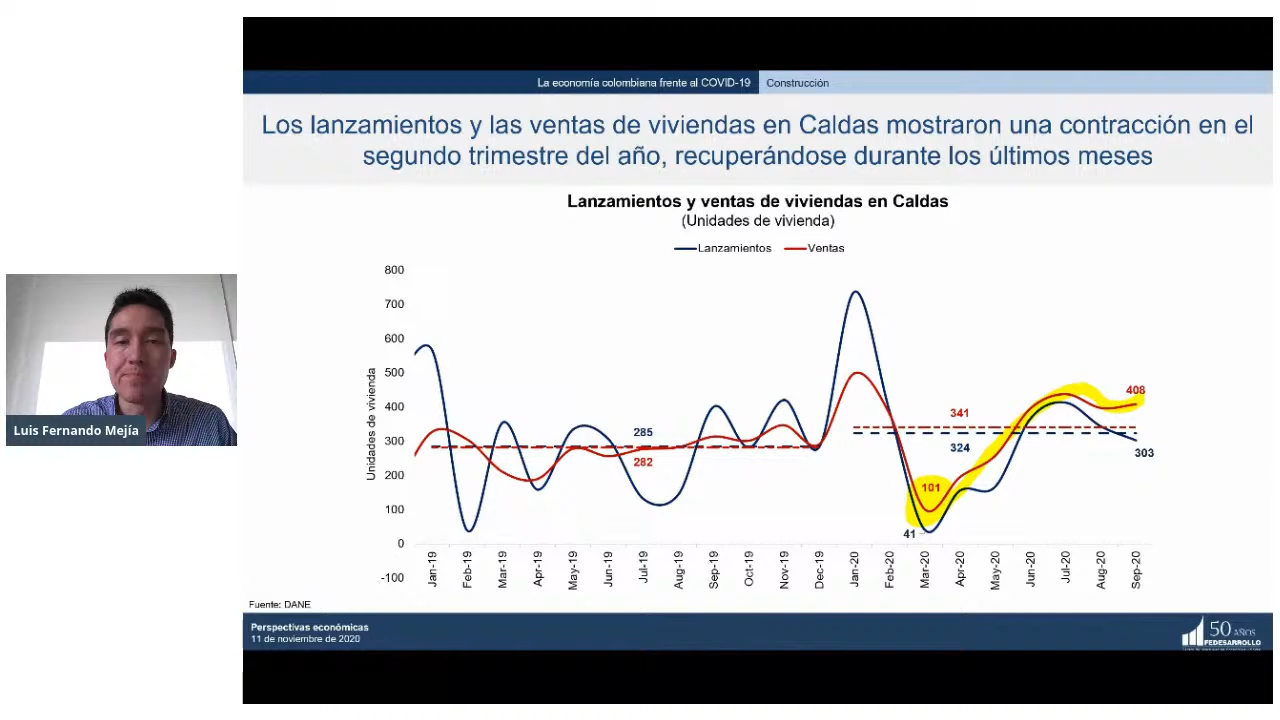 La economía colombiana frente al COVID-19
Construcción
Los lanzamientos y las ventas de viviendas en Caldas mostraron una contracción en el
segundo trimestre del año, recuperándose durante los últimos meses
Lanzamientos y ventas de viviendas en Caldas
(Unidades de vivienda)
Lanzamientos
Ventas
Unidades de vivienda
800
700
600
500
400
300
200
100
0
-100
285
282
341
324
101
41
408
303
Jan-19
Feb-19
Mar-19
Apr-19
May-19
Jun-19
Jul-19
Aug-19
Sep-19
Oct-19
Nov-19
Dec-19
Jan-20
Feb-20
Mar-20
Apr-20
May-20
Jun-20
Jul-20
Aug-20
Sep-20
Luis Fernando Mejía
Fuente: DANE
Perspectivas económicas
11 de noviembre de 2020
50 AÑOS
FEDESARROLLO